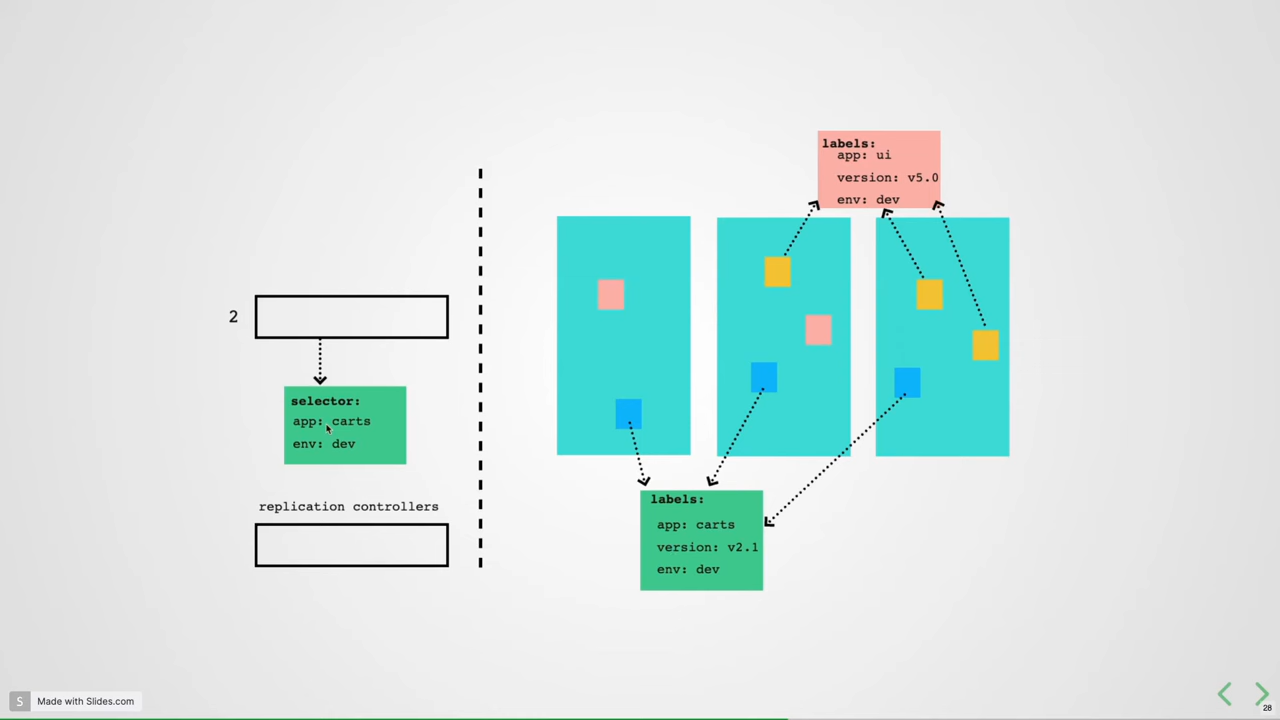 labels:
app: ui
version: v5.0
env: dev
2
selector:
app: carts
env: dev
replication controllers
labels:
app: carts
version: v2.1
env: dev
S Made with Slides.com
28